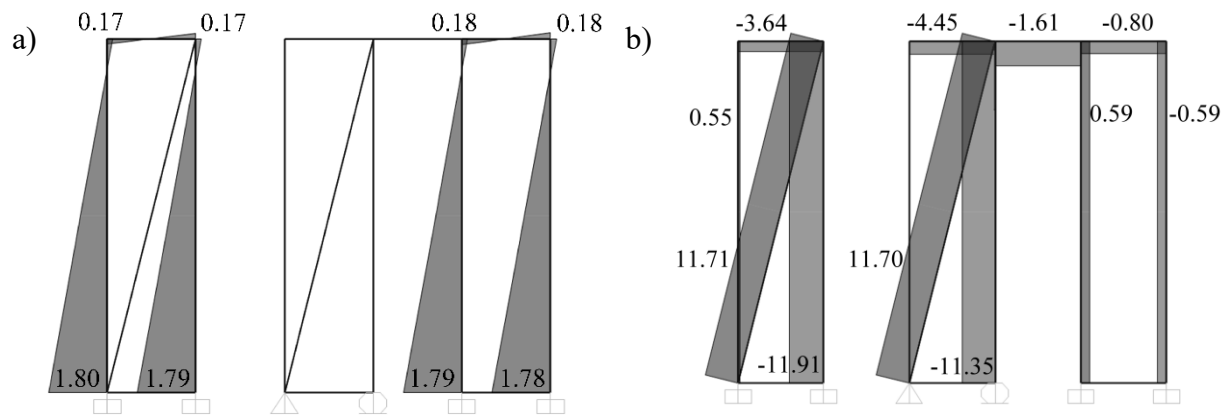 a)
0.17 0.17 0.18 0.18
1.80 1.79 1.79 1.78
b)
-3.64 -4.45 -1.61 -0.80
0.55 0.59 -0.59
11.71 11.70
-11.91 -11.35